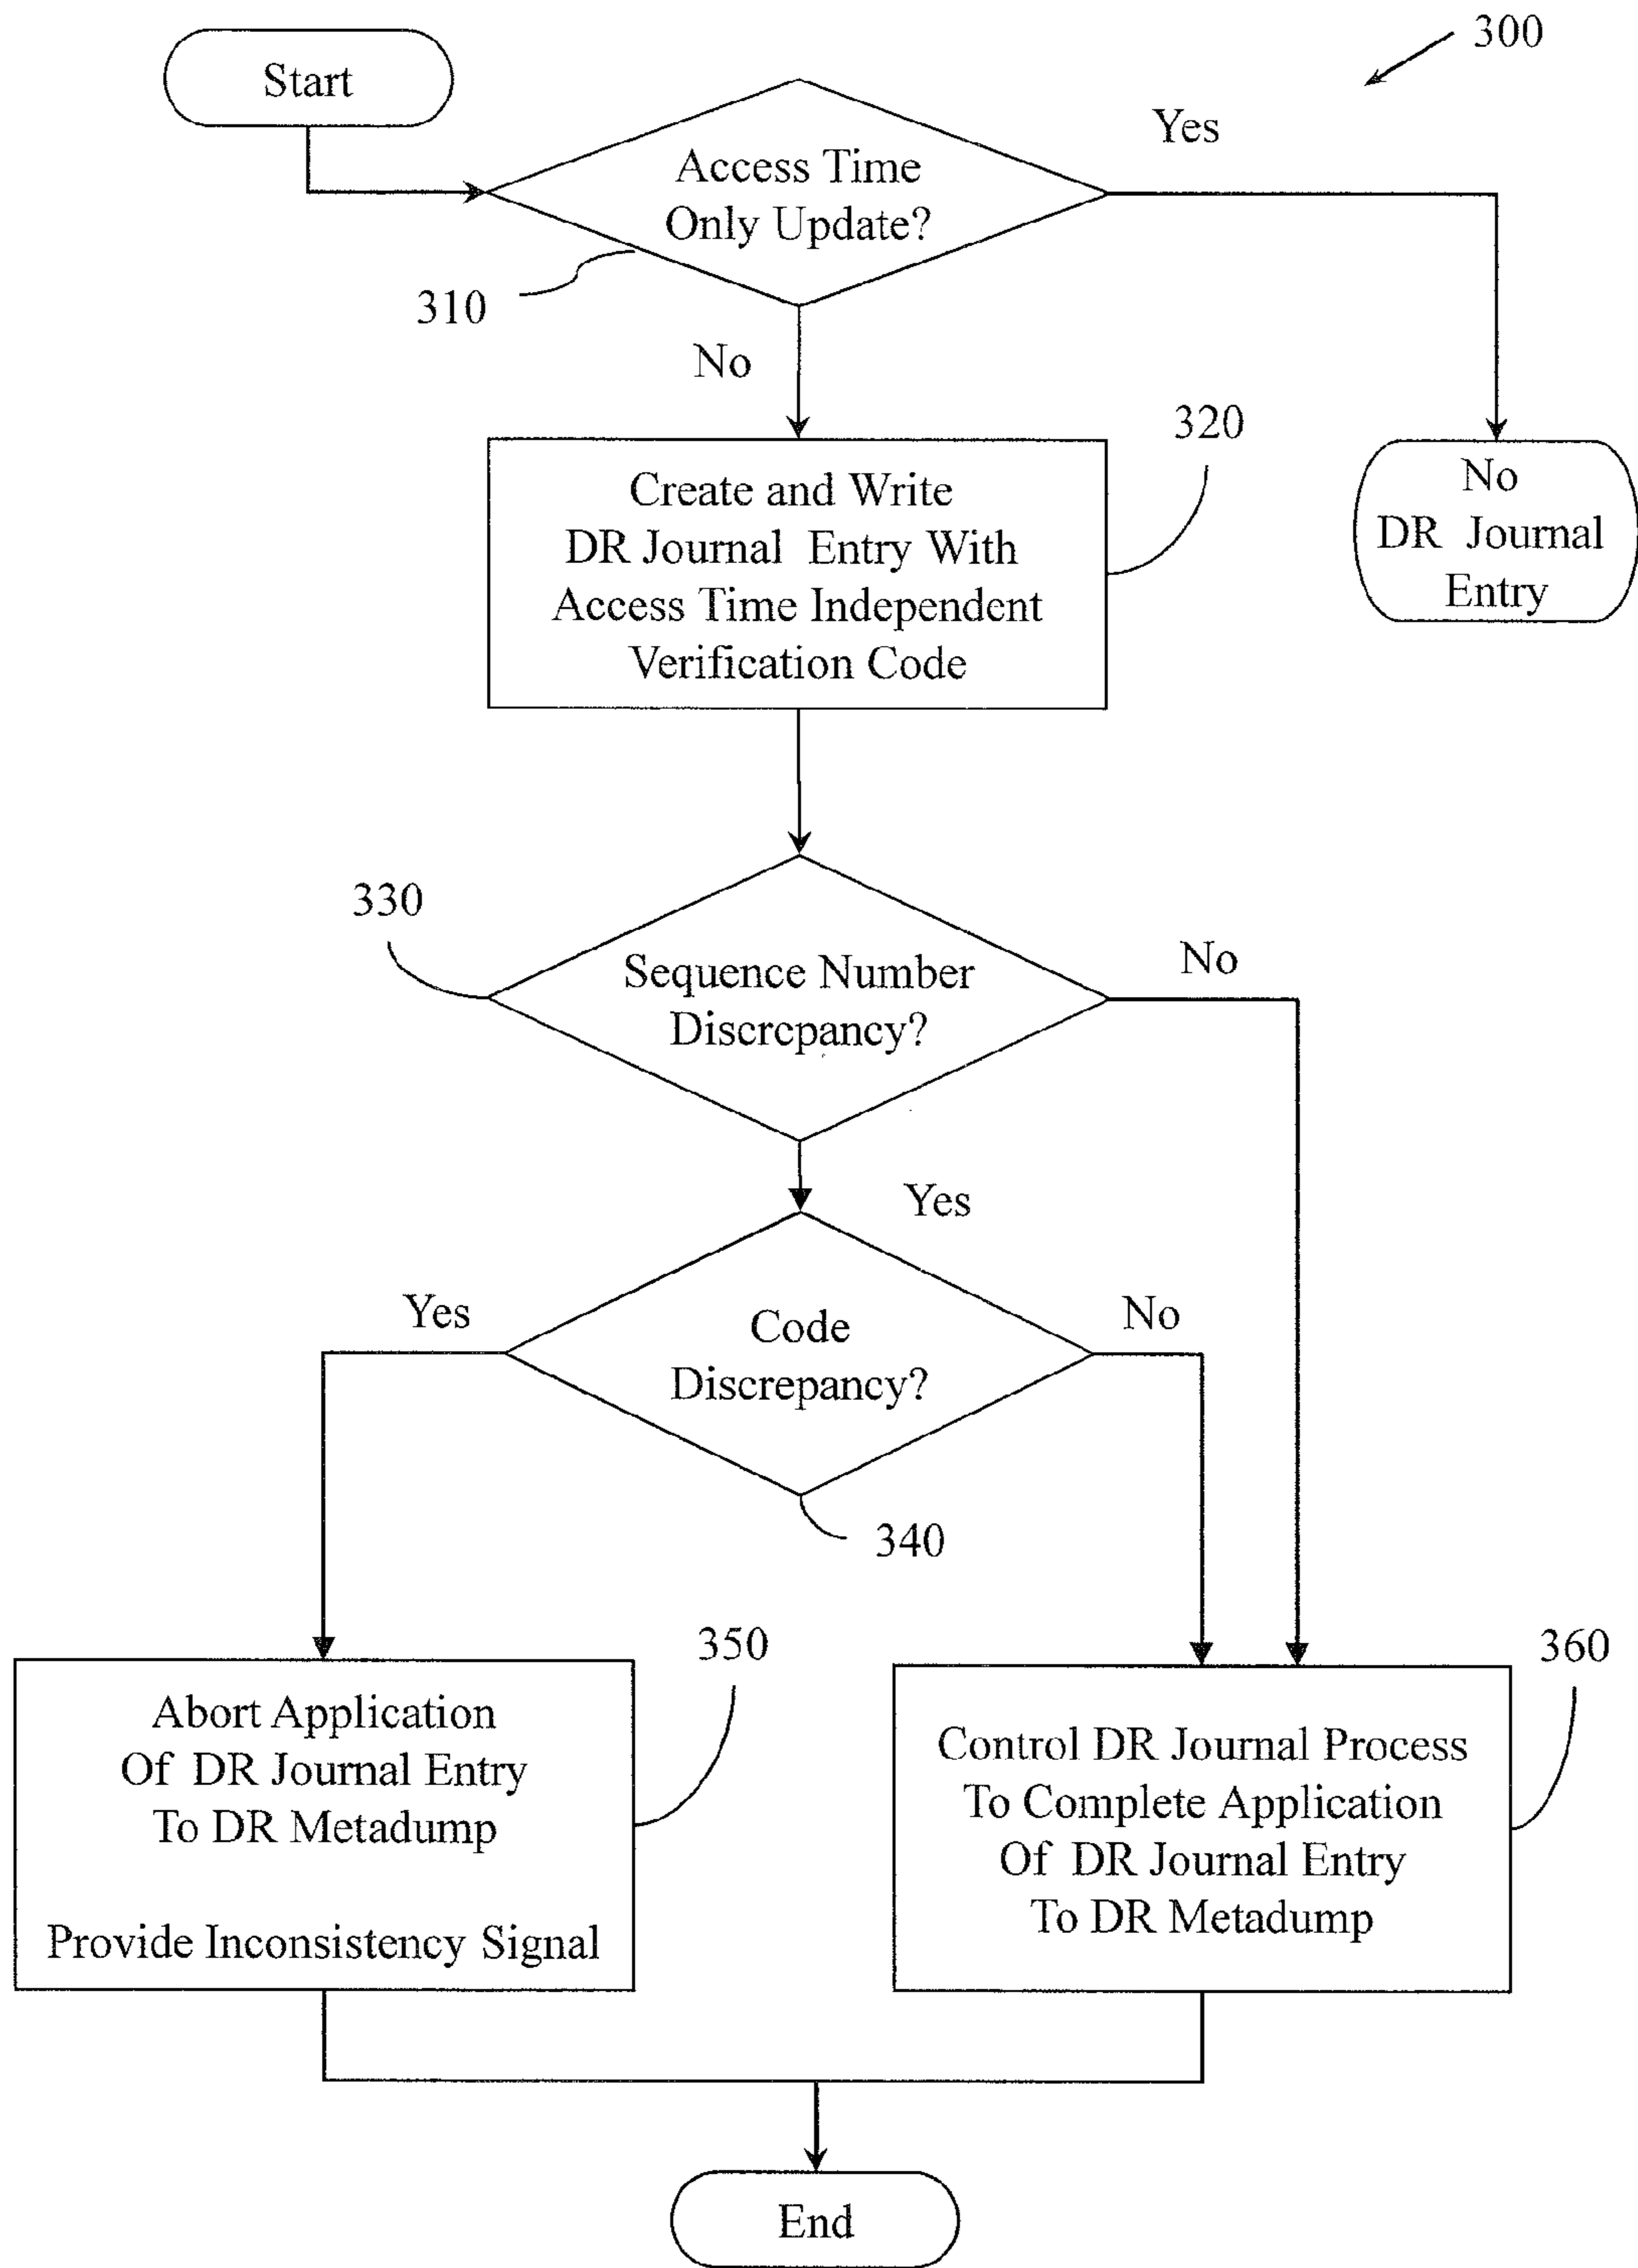 300
Start
Yes
Access Time
Only Update?
310
No
320
Create and Write
DR Journal Entry With
Access Time Independent
Verification Code
No
DR Journal
Entry
330
No
Sequence Number
Discrepancy?
Yes
Yes
No
Code
Discrepancy?
340
350
360
Abort Application
Of DR Journal Entry
To DR Metadump
Provide Inconsistency Signal
Control DR Journal Process
To Complete Application
Of DR Journal Entry
To DR Metadump
End